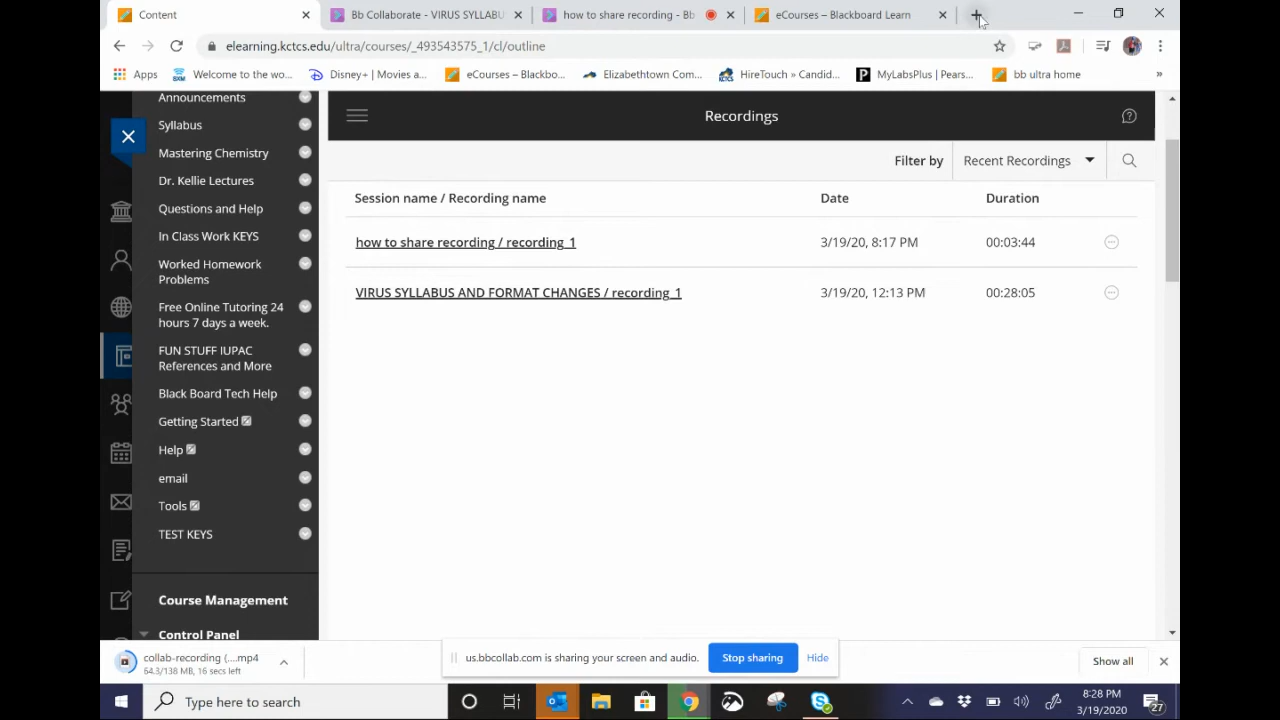 Content
Bb Collaborate - VIRUS SYLLABU
how to share recording - Bb
eCourses – Blackboard Learn
elearning.kctcs.edu/ultra/courses/_493543575_1/cl/outline
Apps
Welcome to the wo...
Disney+ | Movies a...
eCourses – Blackbo...
Elizabethtown Com...
HireTouch » Candid...
MyLabsPlus | Pears...
bb ultra home
»
Announcements
Syllabus
Mastering Chemistry
Dr. Kellie Lectures
Questions and Help
In Class Work KEYS
Worked Homework
Problems
Free Online Tutoring 24
hours 7 days a week.
FUN STUFF IUPAC
References and More
Black Board Tech Help
Getting Started
Help
email
Tools
TEST KEYS
Course Management
Control Panel
Recordings
Filter by
Recent Recordings
Session name / Recording name
Date
Duration
how to share recording / recording_1
3/19/20, 8:17 PM
00:03:44
VIRUS SYLLABUS AND FORMAT CHANGES / recording_1
3/19/20, 12:13 PM
00:28:05
collab-recording (....mp4
64.3/138 MB, 16 secs left
us.bbcollab.com is sharing your screen and audio.
Stop sharing
Hide
Show all
Type here to search
8:28 PM
3/19/2020
27